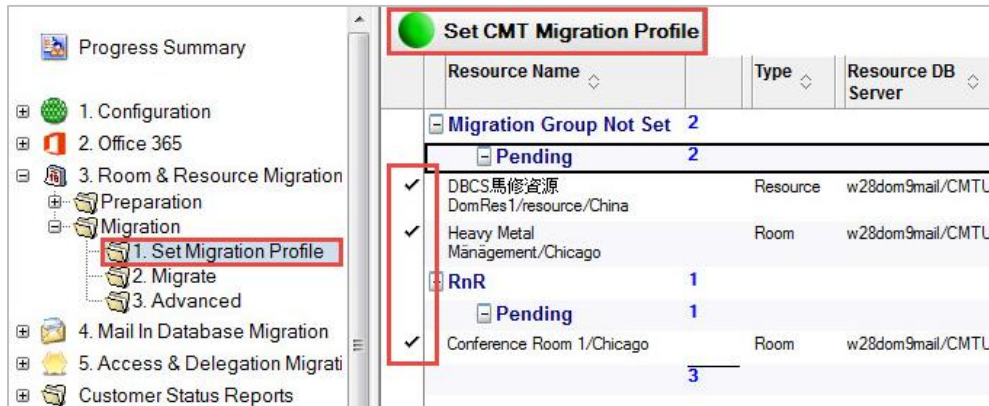 Progress Summary
1. Configuration
2. Office 365
3. Room & Resource Migration
Preparation
Migration
1. Set Migration Profile
2. Migrate
3. Advanced
4. Mail In Database Migration
5. Access & Delegation Migrati
Customer Status Reports
Set CMT Migration Profile
Resource Name Type Resource DB
Server
Migration Group Not Set 2
Pending 2
DBCS馬修資源 Resource w28dom9mail/CMTU
DomRes1/resource/China
Heavy Metal Room w28dom9mail/CMTU
Mänägement/Chicago
RnR 1
Pending 1
Conference Room 1/Chicago Room w28dom9mail/CMTU
3